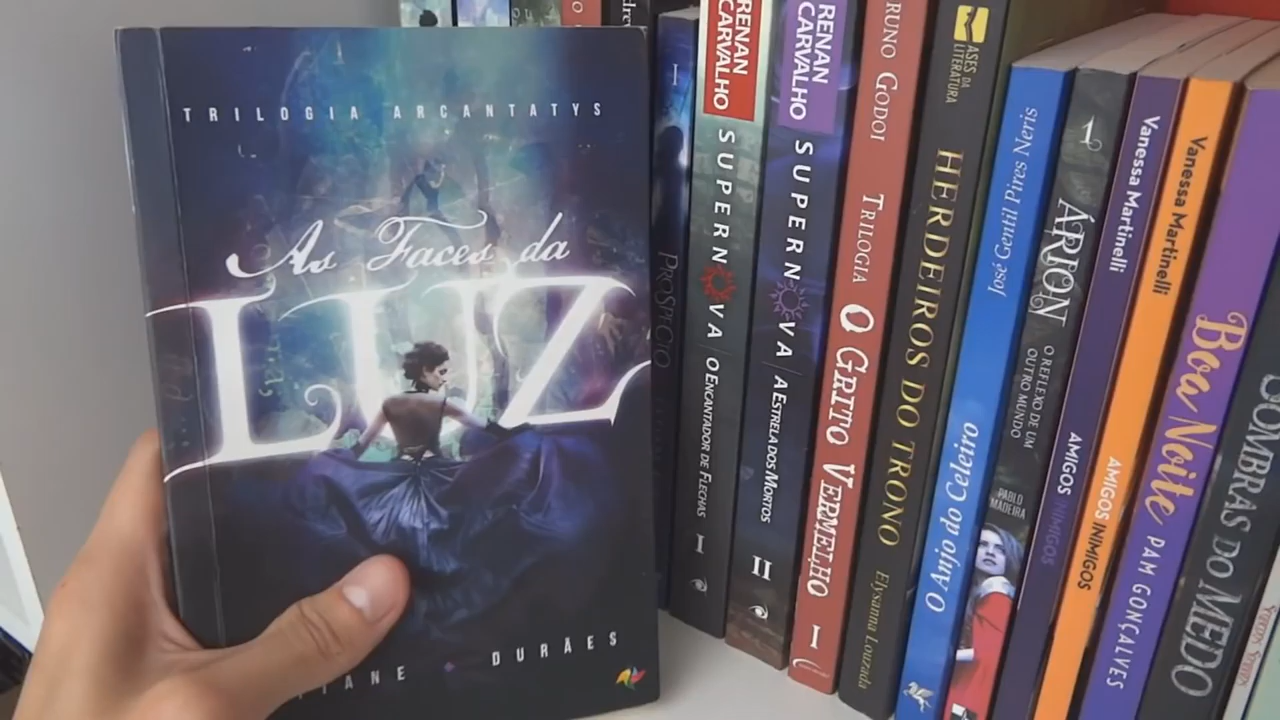 TRILOGIA ARCANTATYS
As Faces da
LUZ
DURÃES
I
PROSPECTO
RENAN CARVALHO
SUPERNOVA
O ENCANTADOR DE FLECHAS
I
RENAN CARVALHO
SUPERNOVA
A ESTRELA DOS MORTOS
II
RUNO GODOI
TRILOGIA
O GRITO VERMELHO
I
ASES DA LITERATURA
HERDEIROS DO TRONO
Elysanna Louzada
José Gentil Pires Neris
O Anjo do Celeiro
1
ÁRION
O REFLEXO DE UM OUTRO MUNDO
PABLO MADEIRA
Vanessa Martinelli
AMIGOS INIMIGOS
Vanessa Martinelli
AMIGOS INIMIGOS
Boa Noite
PAM GONÇALVES
SOMBRAS DO MEDO